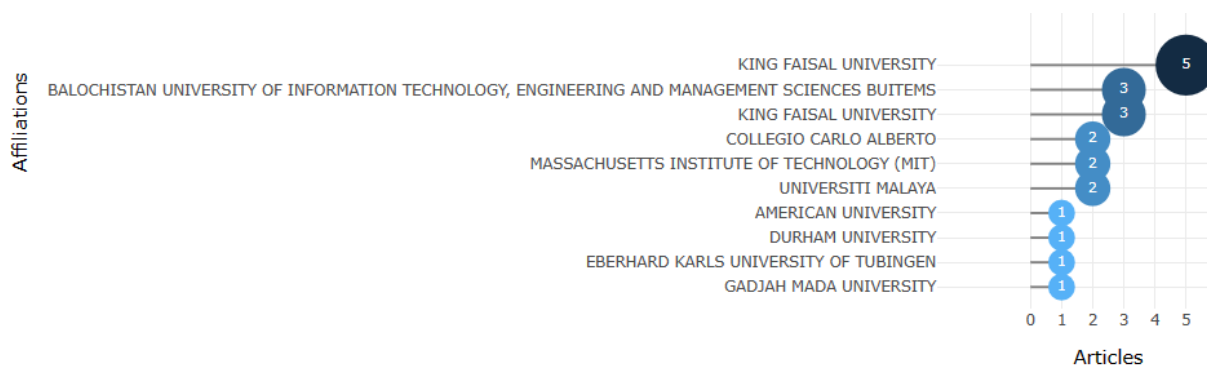 Affiliations
KING FAISAL UNIVERSITY 5
BALOCHISTAN UNIVERSITY OF INFORMATION TECHNOLOGY, ENGINEERING AND MANAGEMENT SCIENCES BUITEMS 3
KING FAISAL UNIVERSITY 3
COLLEGIO CARLO ALBERTO 2
MASSACHUSETTS INSTITUTE OF TECHNOLOGY (MIT) 2
UNIVERSITI MALAYA 2
AMERICAN UNIVERSITY 1
DURHAM UNIVERSITY 1
EBERHARD KARLS UNIVERSITY OF TUBINGEN 1
GADJAH MADA UNIVERSITY 1
0 1 2 3 4 5
Articles